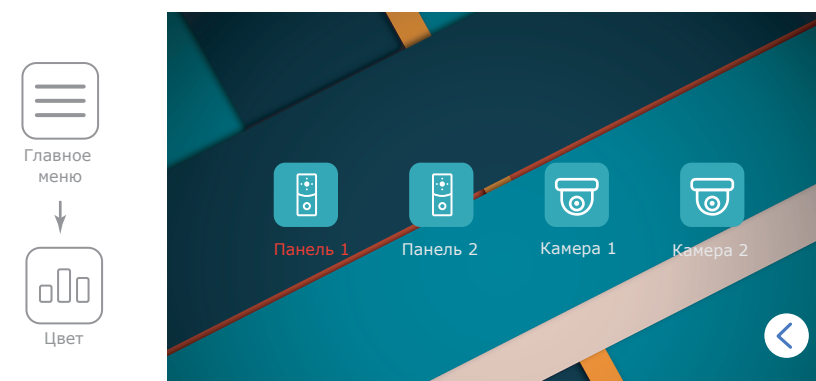 Главное
меню
Цвет
Панель 1
Панель 2
Камера 1
Камера 2